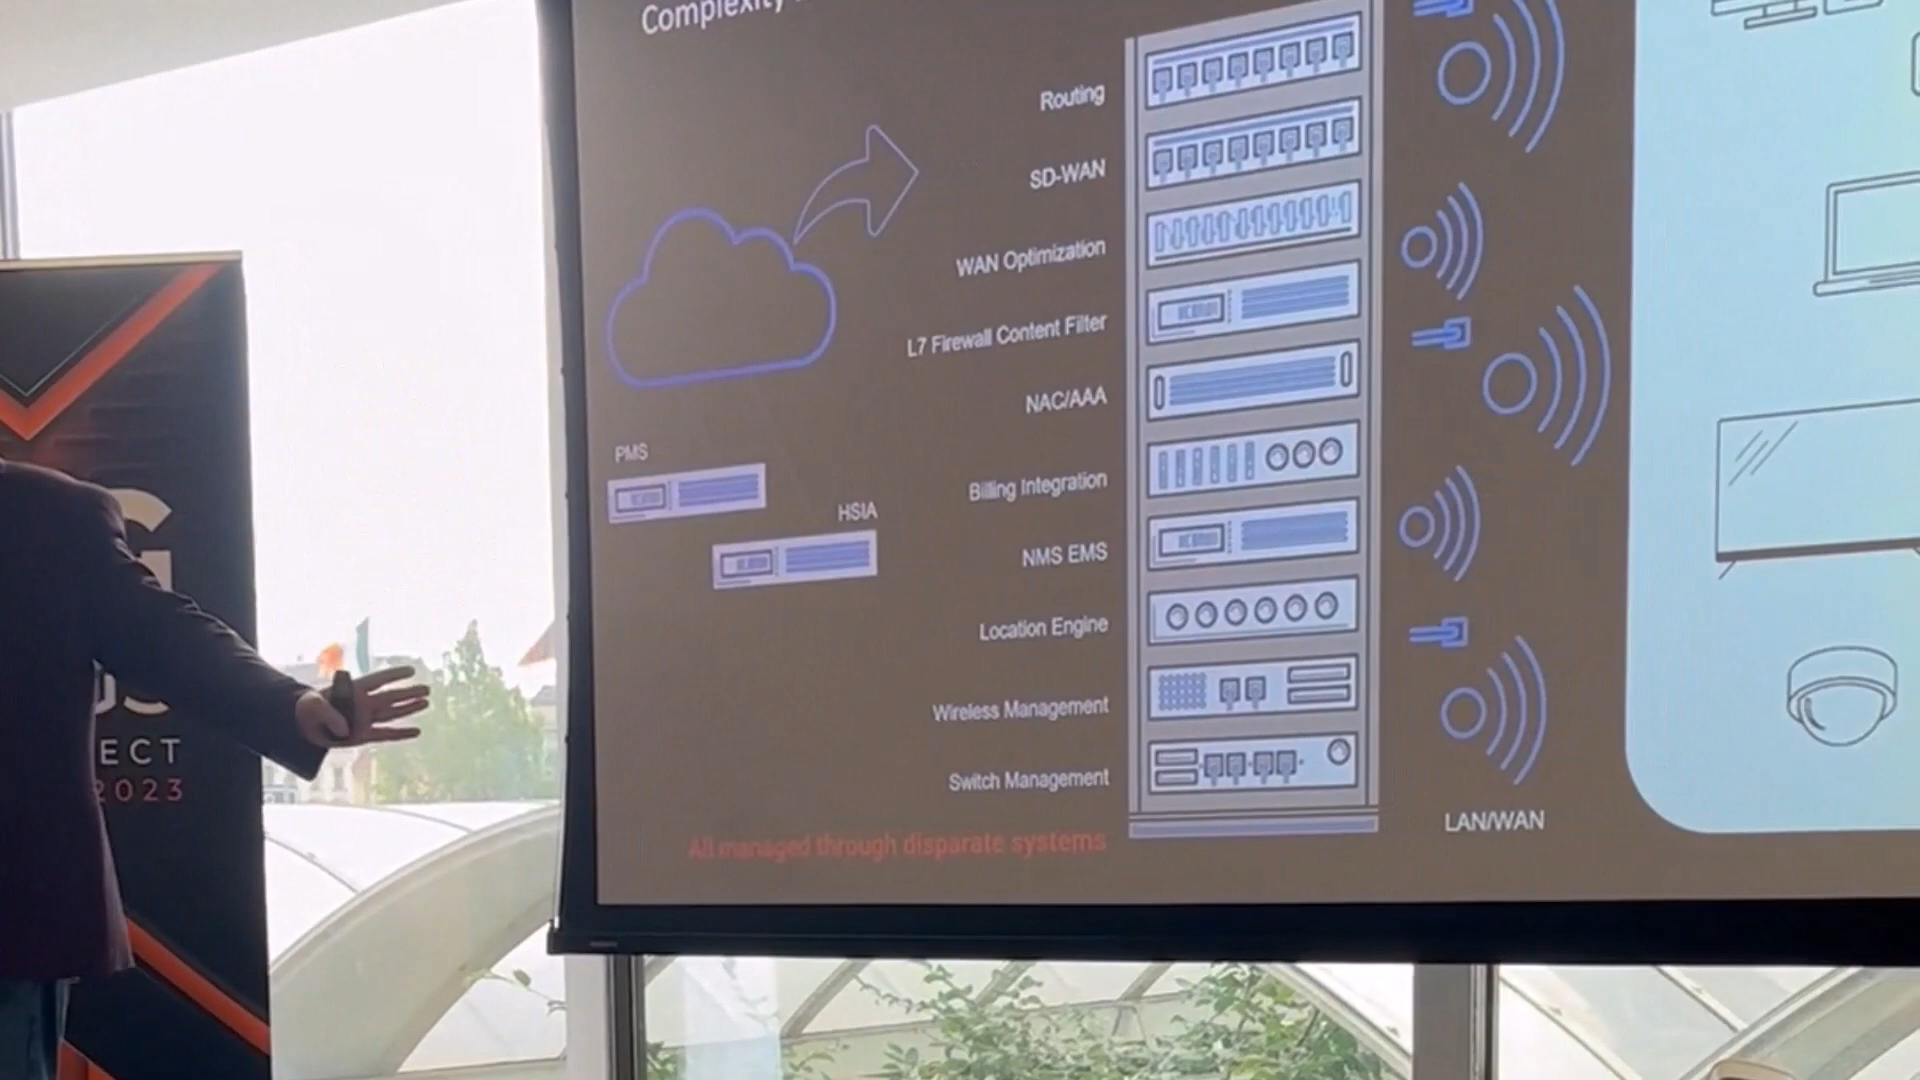 Complexity
Routing
SD-WAN
WAN Optimization
L7 Firewall Content Filter
NAC/AAA
PMS
Billing Integration
HSIA
NMS EMS
Location Engine
Wireless Management
Switch Management
All managed through disparate systems
LAN/WAN
G
ECT
2023